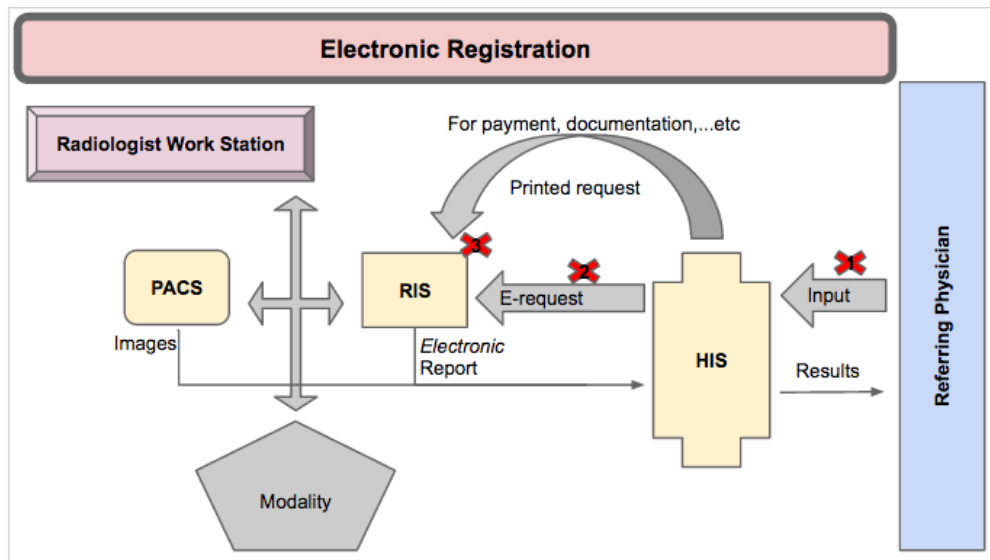 Electronic Registration
Radiologist Work Station
For payment, documentation,...etc
Printed request
3
2
1
PACS
RIS
E-request
Input
Images
Electronic
Report
HIS
Results
Referring Physician
Modality